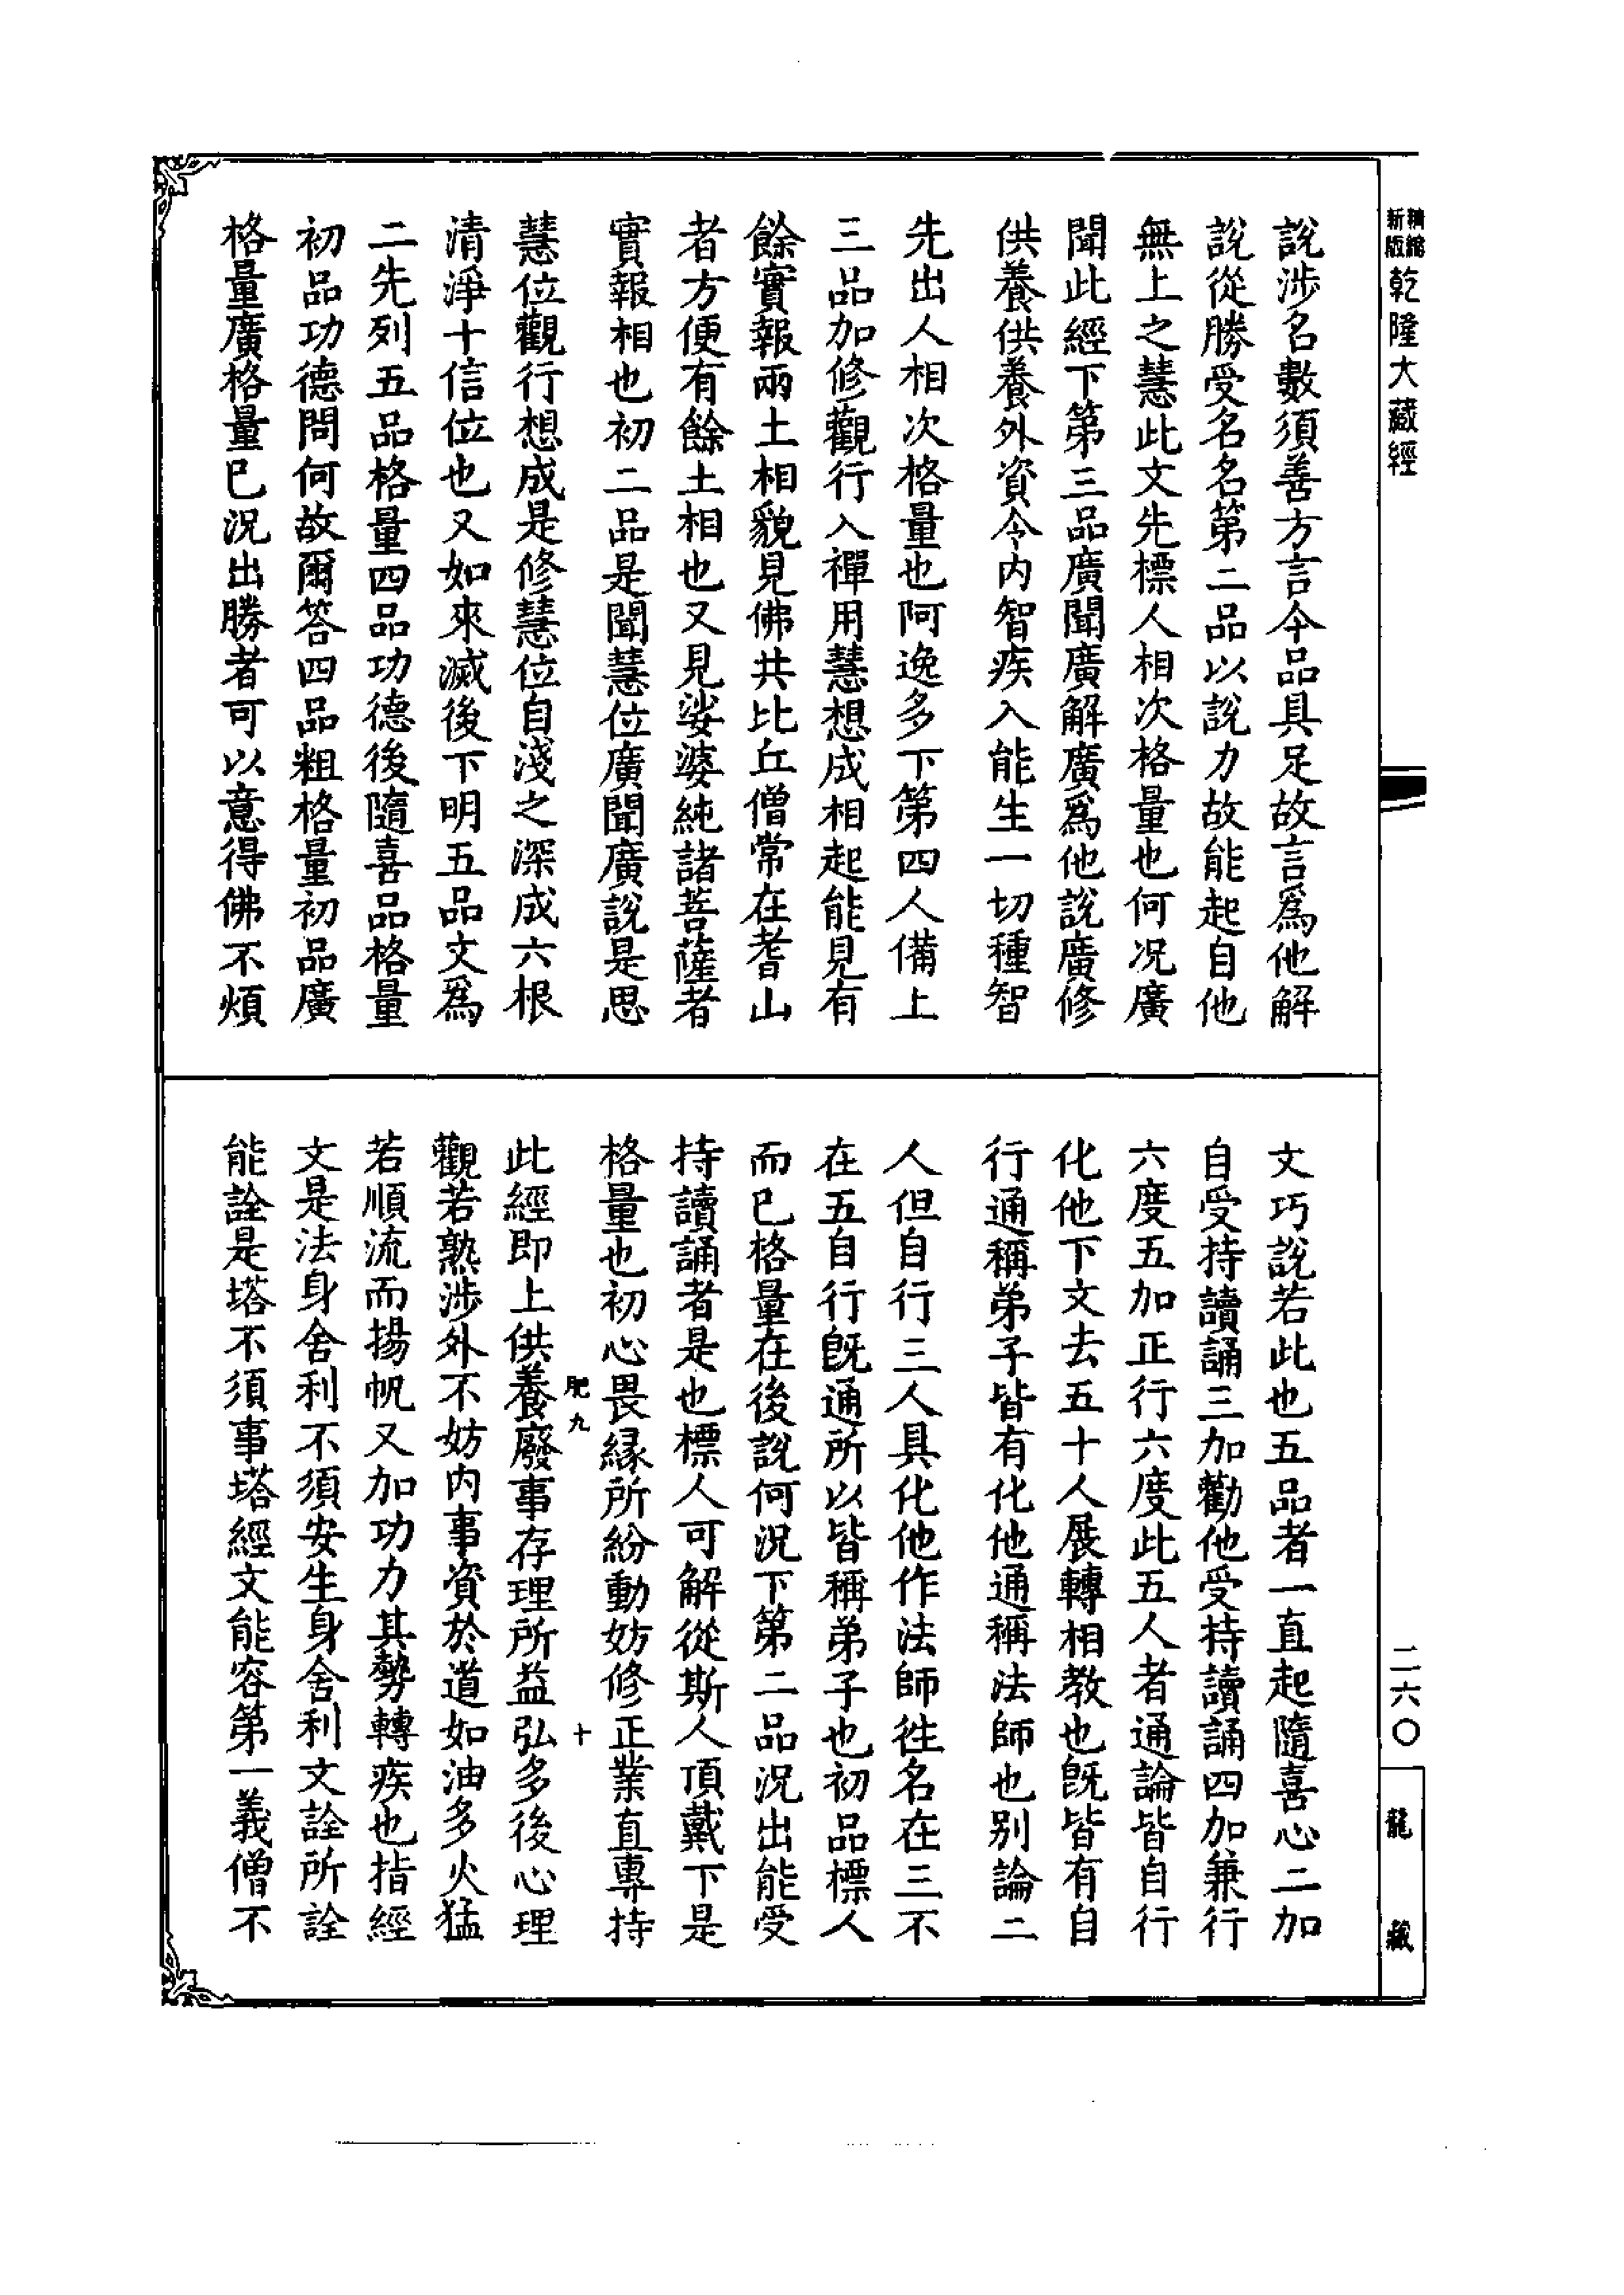 精縮新版乾隆大藏經
說涉名數須善方言今品具足故言爲他解
說從勝受名名第二品以說力故能起自他
無上之慧此文先標人相次格量也何況廣
聞此經下第三品廣聞廣解廣爲他說廣修
供養供養外資令內智疾入能生一切種智
先出人相次格量也阿逸多下第四人備上
三品加修觀行入禪用慧想成相起能見有
餘實報兩土相貌見佛共比丘僧常在耆山
者方便有餘土相也又見娑婆純諸菩薩者
實報相也初二品是聞慧位廣聞廣說是思
慧位觀行想成是修慧位自淺之深成六根
清淨十信位也又如來滅後下明五品文爲
二先列五品格量四品功德後隨喜品格量
初品功德問何故爾答四品粗格量初品廣
格量廣格量已況出勝者可以意得佛不煩
文巧說若此也五品者一直起隨喜心二加
自受持讀誦三加勸他受持讀誦四加兼行
六度五加正行六度此五人者通論皆自行
化他下文去五十人展轉相教也既皆有自
行通稱弟子皆有化他通稱法師也別論二
人但自行三人具化他作法師徃名在三不
在五自行既通所以皆稱弟子也初品標人
而已格量在後說何況下第二品況出能受
持讀誦者是也標人可解從斯人頂戴下是
格量也初心畏緣所紛動妨修正業直專持
肥九 十
此經即上供養廢事存理所益弘多後心理
觀若熟涉外不妨內事資於道如油多火猛
若順流而揚帆又加功力其勢轉疾也指經
文是法身舍利不須安生身舍利文詮所詮
能詮是塔不須事塔經文能容第一義僧不
二六〇
龍藏